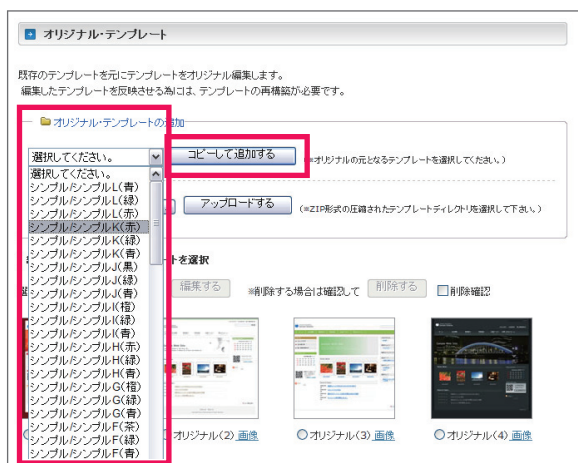 オリジナル・テンプレート
既存のテンプレートを元にテンプレートをオリジナル編集します。
編集したテンプレートを反映させる為には、テンプレートの再構築が必要です。
オリジナル・テンプレートの追加
選択してください。 コピーして追加する (※オリジナルの元となるテンプレートを選択してください。)
選択してください。
シンプル/シンプルL(青)
シンプル/シンプルL(緑)
シンプル/シンプルL(赤)
アップロードする (※ZIP形式の圧縮されたテンプレートディレクトリを選択して下さい。)
シンプル/シンプルK(赤)
シンプル/シンプルK(緑)
シンプル/シンプルK(青)
シンプル/シンプルJ(黒)
トを選択
シンプル/シンプルJ(緑)
シンプル/シンプルJ(青)
編集する ※削除する場合は確認して 削除する 削除確認
シンプル/シンプルI(橙)
シンプル/シンプルI(緑)
シンプル/シンプルI(青)
シンプル/シンプルH(赤)
シンプル/シンプルH(緑)
シンプル/シンプルH(青)
シンプル/シンプルG(橙)
シンプル/シンプルG(緑)
シンプル/シンプルG(青)
シンプル/シンプルF(茶)
シンプル/シンプルF(緑)
シンプル/シンプルF(青)
オリジナル(2) 画像 オリジナル(3) 画像 オリジナル(4) 画像